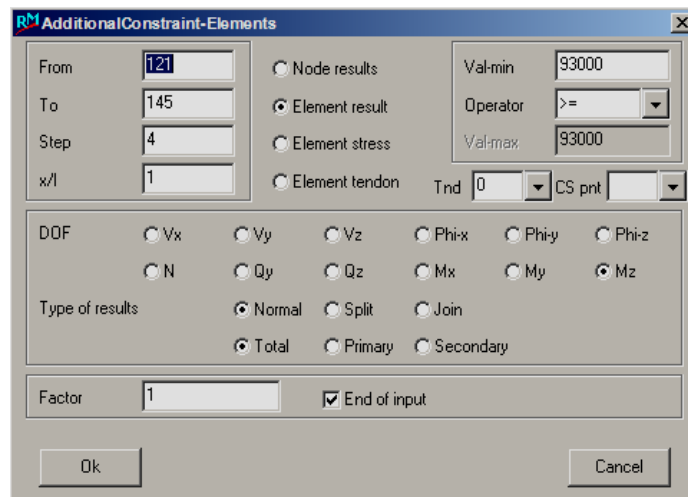 RM AdditionalConstraint-Elements
From 121 Node results Val-min 93000
To 145 Element result Operator >=
Step 4 Element stress Val-max 93000
x/l 1 Element tendon Tnd 0 CS pnt
DOF Vx Vy Vz Phi-x Phi-y Phi-z
N Qy Qz Mx My Mz
Type of results Normal Split Join
Total Primary Secondary
Factor 1 End of input
Ok Cancel